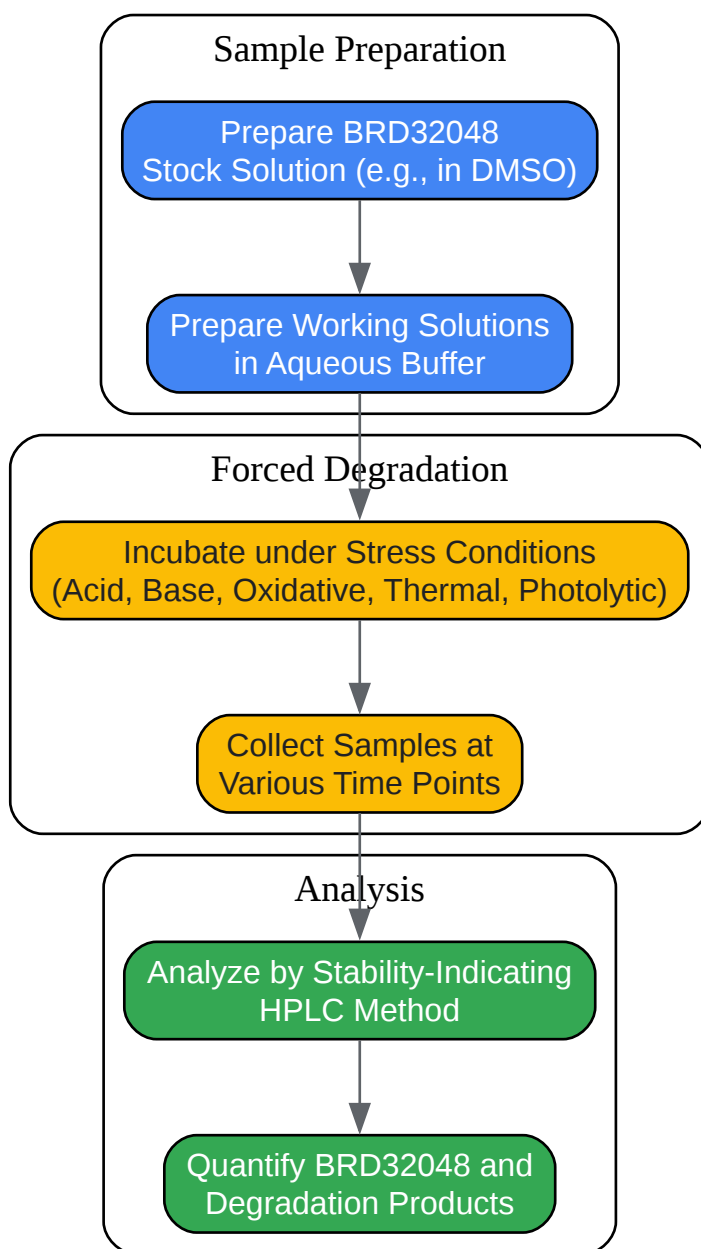 Sample Preparation
Prepare BRD32048
Stock Solution (e.g., in DMSO)
Prepare Working Solutions
in Aqueous Buffer
Forced Degradation
Incubate under Stress Conditions
(Acid, Base, Oxidative, Thermal, Photolytic)
Collect Samples at
Various Time Points
Analysis
Analyze by Stability-Indicating
HPLC Method
Quantify BRD32048 and
Degradation Products